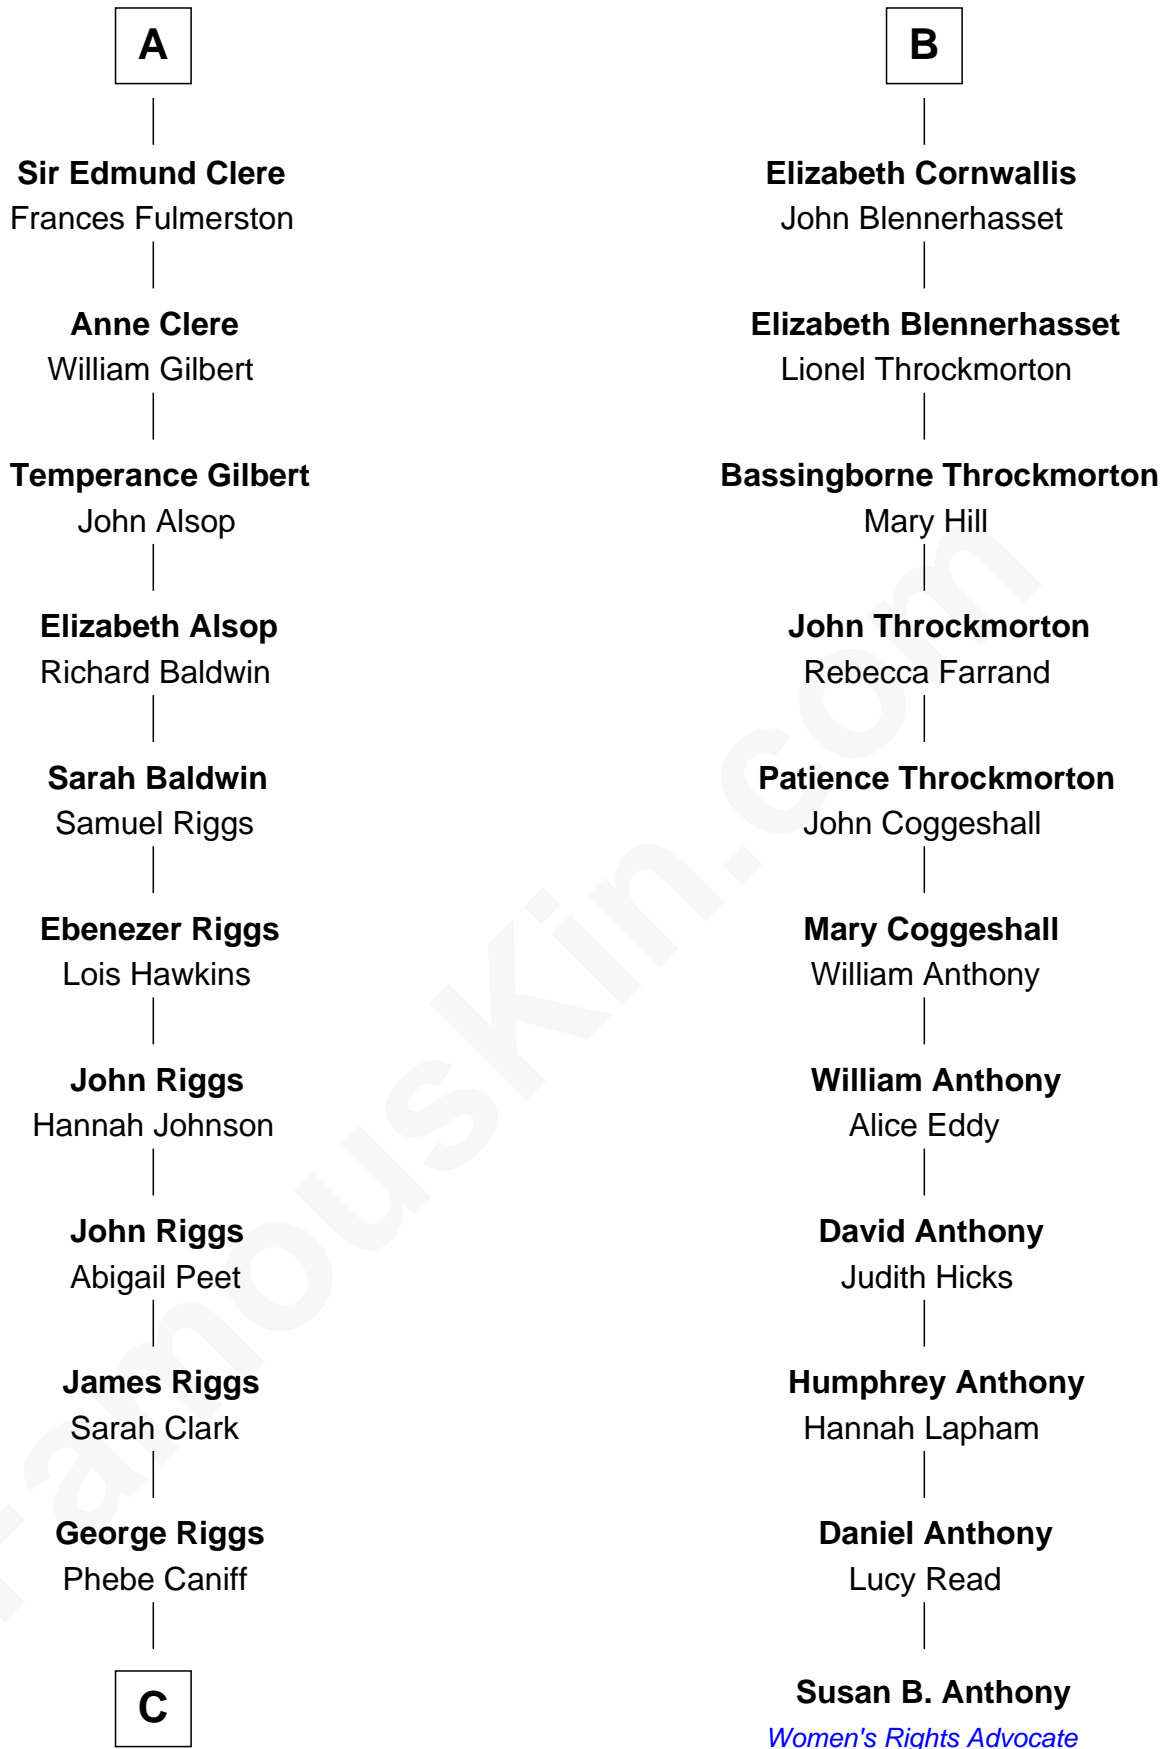 A
Sir Edmund Clere
Frances Fulmerston
Anne Clere
William Gilbert
Temperance Gilbert
John Alsop
Elizabeth Alsop
Richard Baldwin
Sarah Baldwin
Samuel Riggs
Ebenezer Riggs
Lois Hawkins
John Riggs
Hannah Johnson
John Riggs
Abigail Peet
James Riggs
Sarah Clark
George Riggs
Phebe Caniff
C
B
Elizabeth Cornwallis
John Blennerhasset
Elizabeth Blennerhasset
Lionel Throckmorton
Bassingborne Throckmorton
Mary Hill
John Throckmorton
Rebecca Farrand
Patience Throckmorton
John Coggeshall
Mary Coggeshall
William Anthony
William Anthony
Alice Eddy
David Anthony
Judith Hicks
Humphrey Anthony
Hannah Lapham
Daniel Anthony
Lucy Read
Susan B. Anthony
Women's Rights Advocate
FamousKin.com